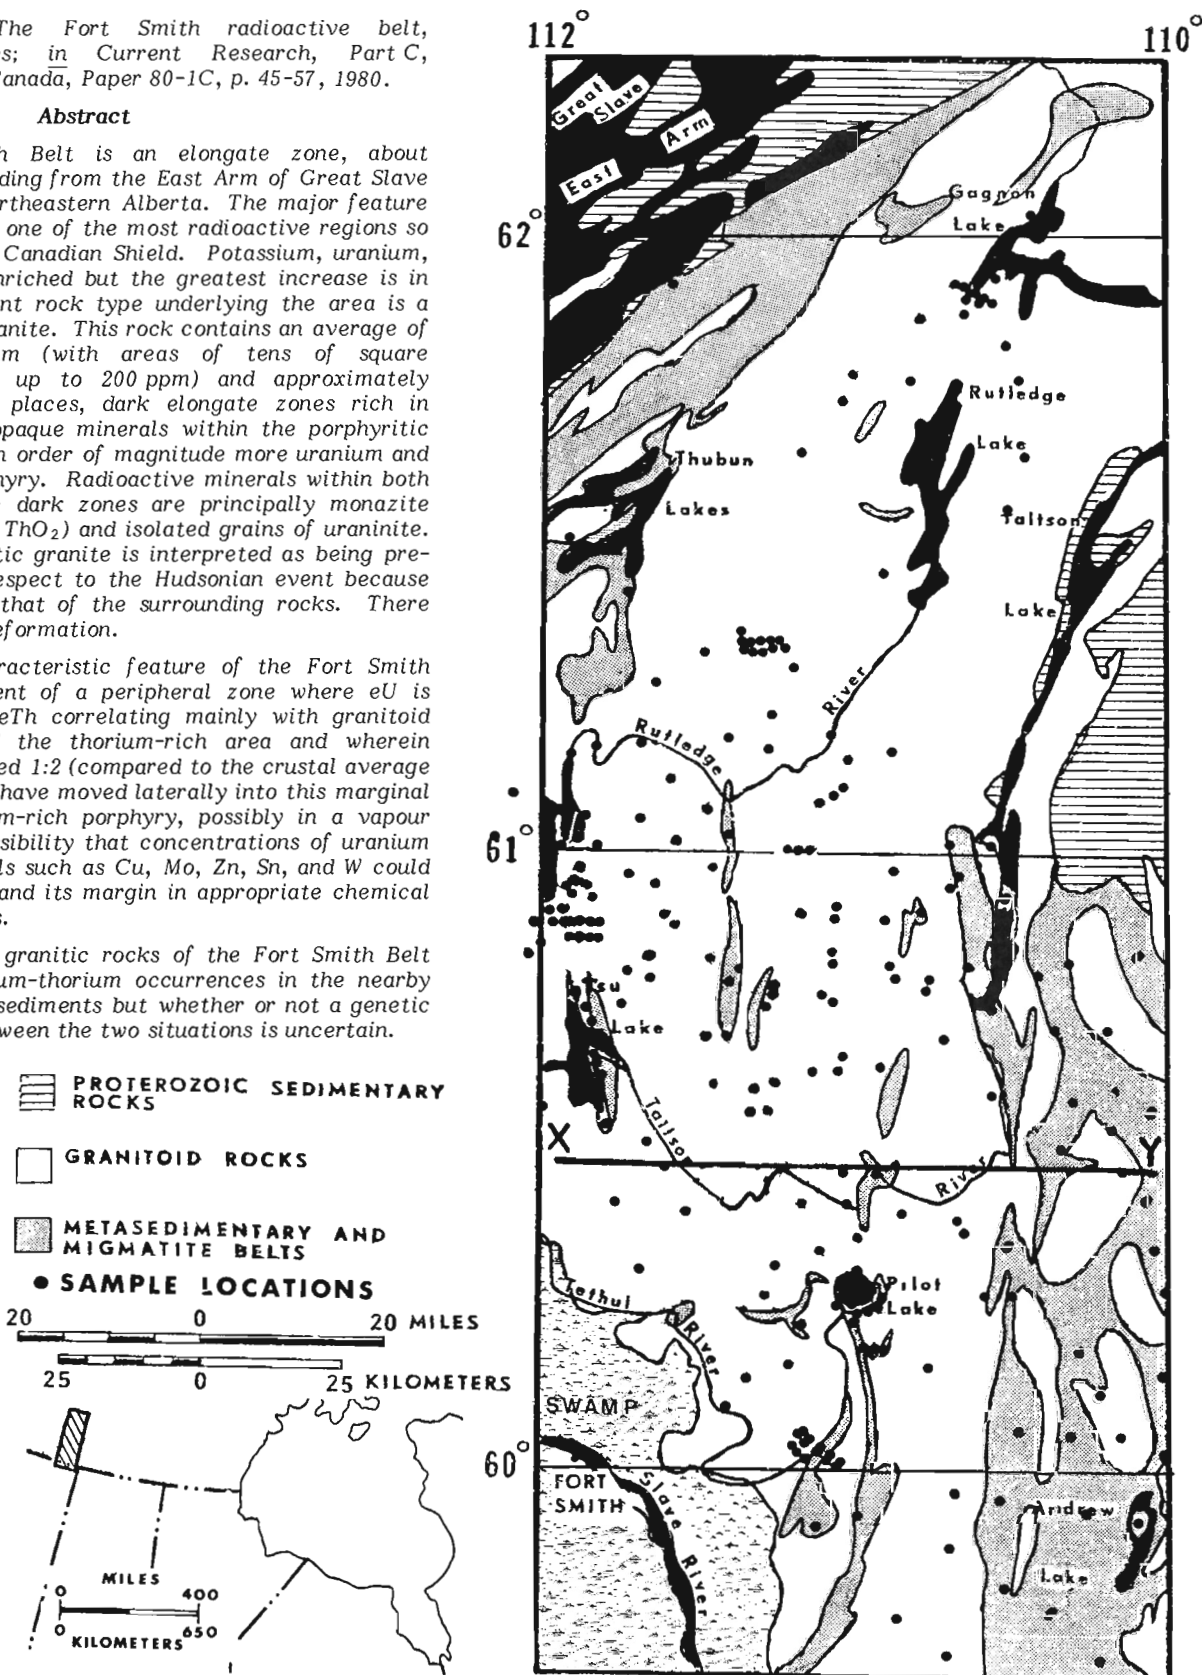 The Fort Smith radioactive belt,
s; in Current Research, Part C,
anada, Paper 80-1C, p. 45-57, 1980.
Abstract
h Belt is an elongate zone, about
ding from the East Arm of Great Slave
rtheastern Alberta. The major feature
one of the most radioactive regions so
Canadian Shield. Potassium, uranium,
nriched but the greatest increase is in
nt rock type underlying the area is a
anite. This rock contains an average of
m (with areas of tens of square
up to 200 ppm) and approximately
places, dark elongate zones rich in
opaque minerals within the porphyritic
n order of magnitude more uranium and
hyry. Radioactive minerals within both
dark zones are principally monazite
ThO2) and isolated grains of uraninite.
tic granite is interpreted as being pre-
espect to the Hudsonian event because
that of the surrounding rocks. There
eformation.
racteristic feature of the Fort Smith
ent of a peripheral zone where eU is
eTh correlating mainly with granitoid
the thorium-rich area and wherein
ed 1:2 (compared to the crustal average
have moved laterally into this marginal
m-rich porphyry, possibly in a vapour
sibility that concentrations of uranium
ls such as Cu, Mo, Zn, Sn, and W could
and its margin in appropriate chemical
s.
granitic rocks of the Fort Smith Belt
um-thorium occurrences in the nearby
sediments but whether or not a genetic
ween the two situations is uncertain.
PROTEROZOIC SEDIMENTARY
ROCKS
GRANITOID ROCKS
METASEDIMENTARY AND
MIGMATITE BELTS
SAMPLE LOCATIONS
20 0 20 MILES
25 0 25 KILOMETERS
MILES
0 400
0 650
KILOMETERS
112° 110°
Great
Slave
Arm
East
Gagnon
Lake
62°
Rutledge
Lake
Thubun
Lakes
Taltson
Lake
River
Rutledge
61°
Tsu
Lake
Taltson
X Y
River
Pilot
Lake
Tethul
River
SWAMP
60°
FORT
SMITH
Slave
River
Andrew
Lake